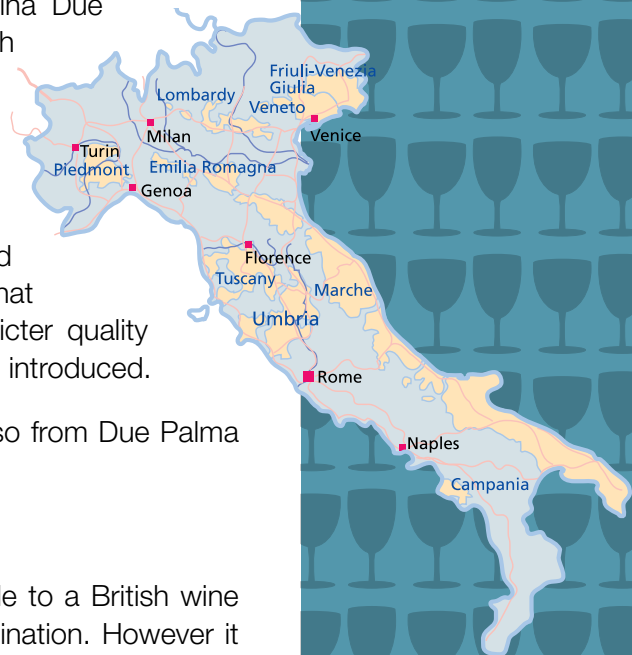 ina Due
h
Friuli-Venezia
Giulia
Lombardy
Veneto
Milan
Venice
Turin
Piedmont
Emilia Romagna
Genoa
d
Florence
hat
Tuscany
Marche
icter quality
Umbria
introduced.
Rome
so from Due Palma
Naples
Campania
le to a British wine
ination. However it